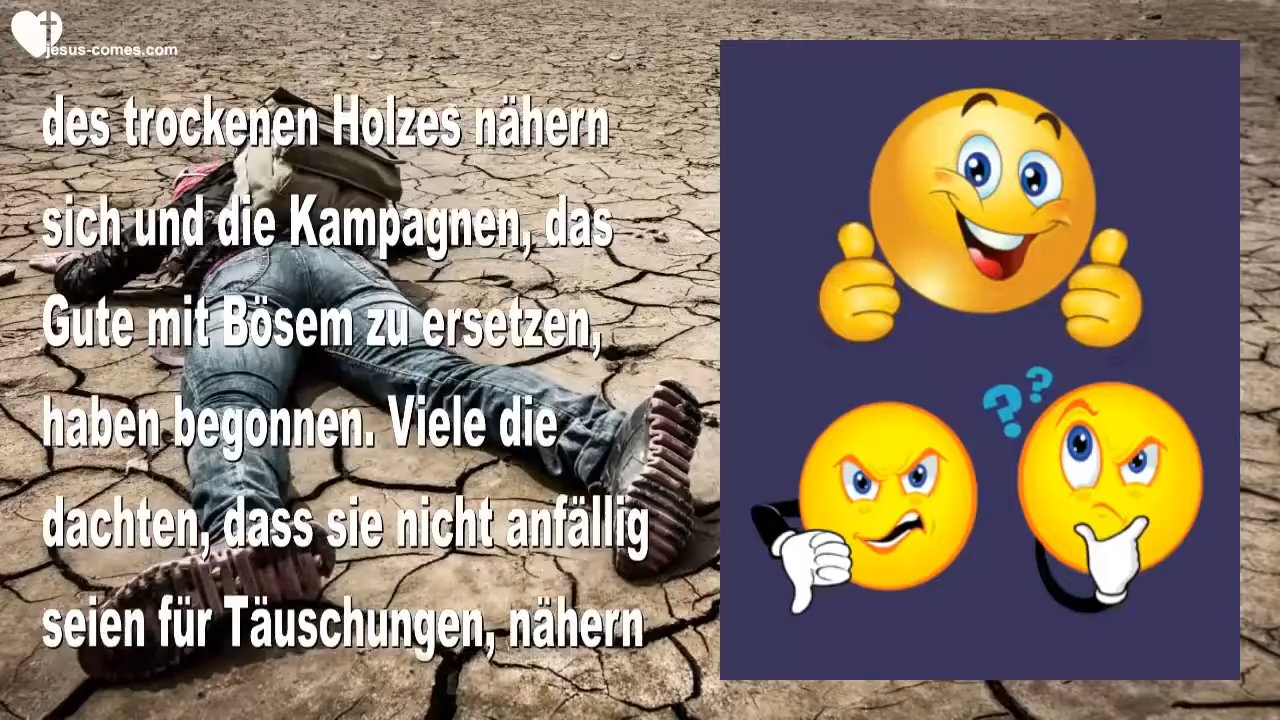 jesus-comes.com
des trockenen Holzes nähern
sich und die Kampagnen, das
Gute mit Bösem zu ersetzen,
haben begonnen. Viele die
dachten, dass sie nicht anfällig
seien für Täuschungen, nähern
??